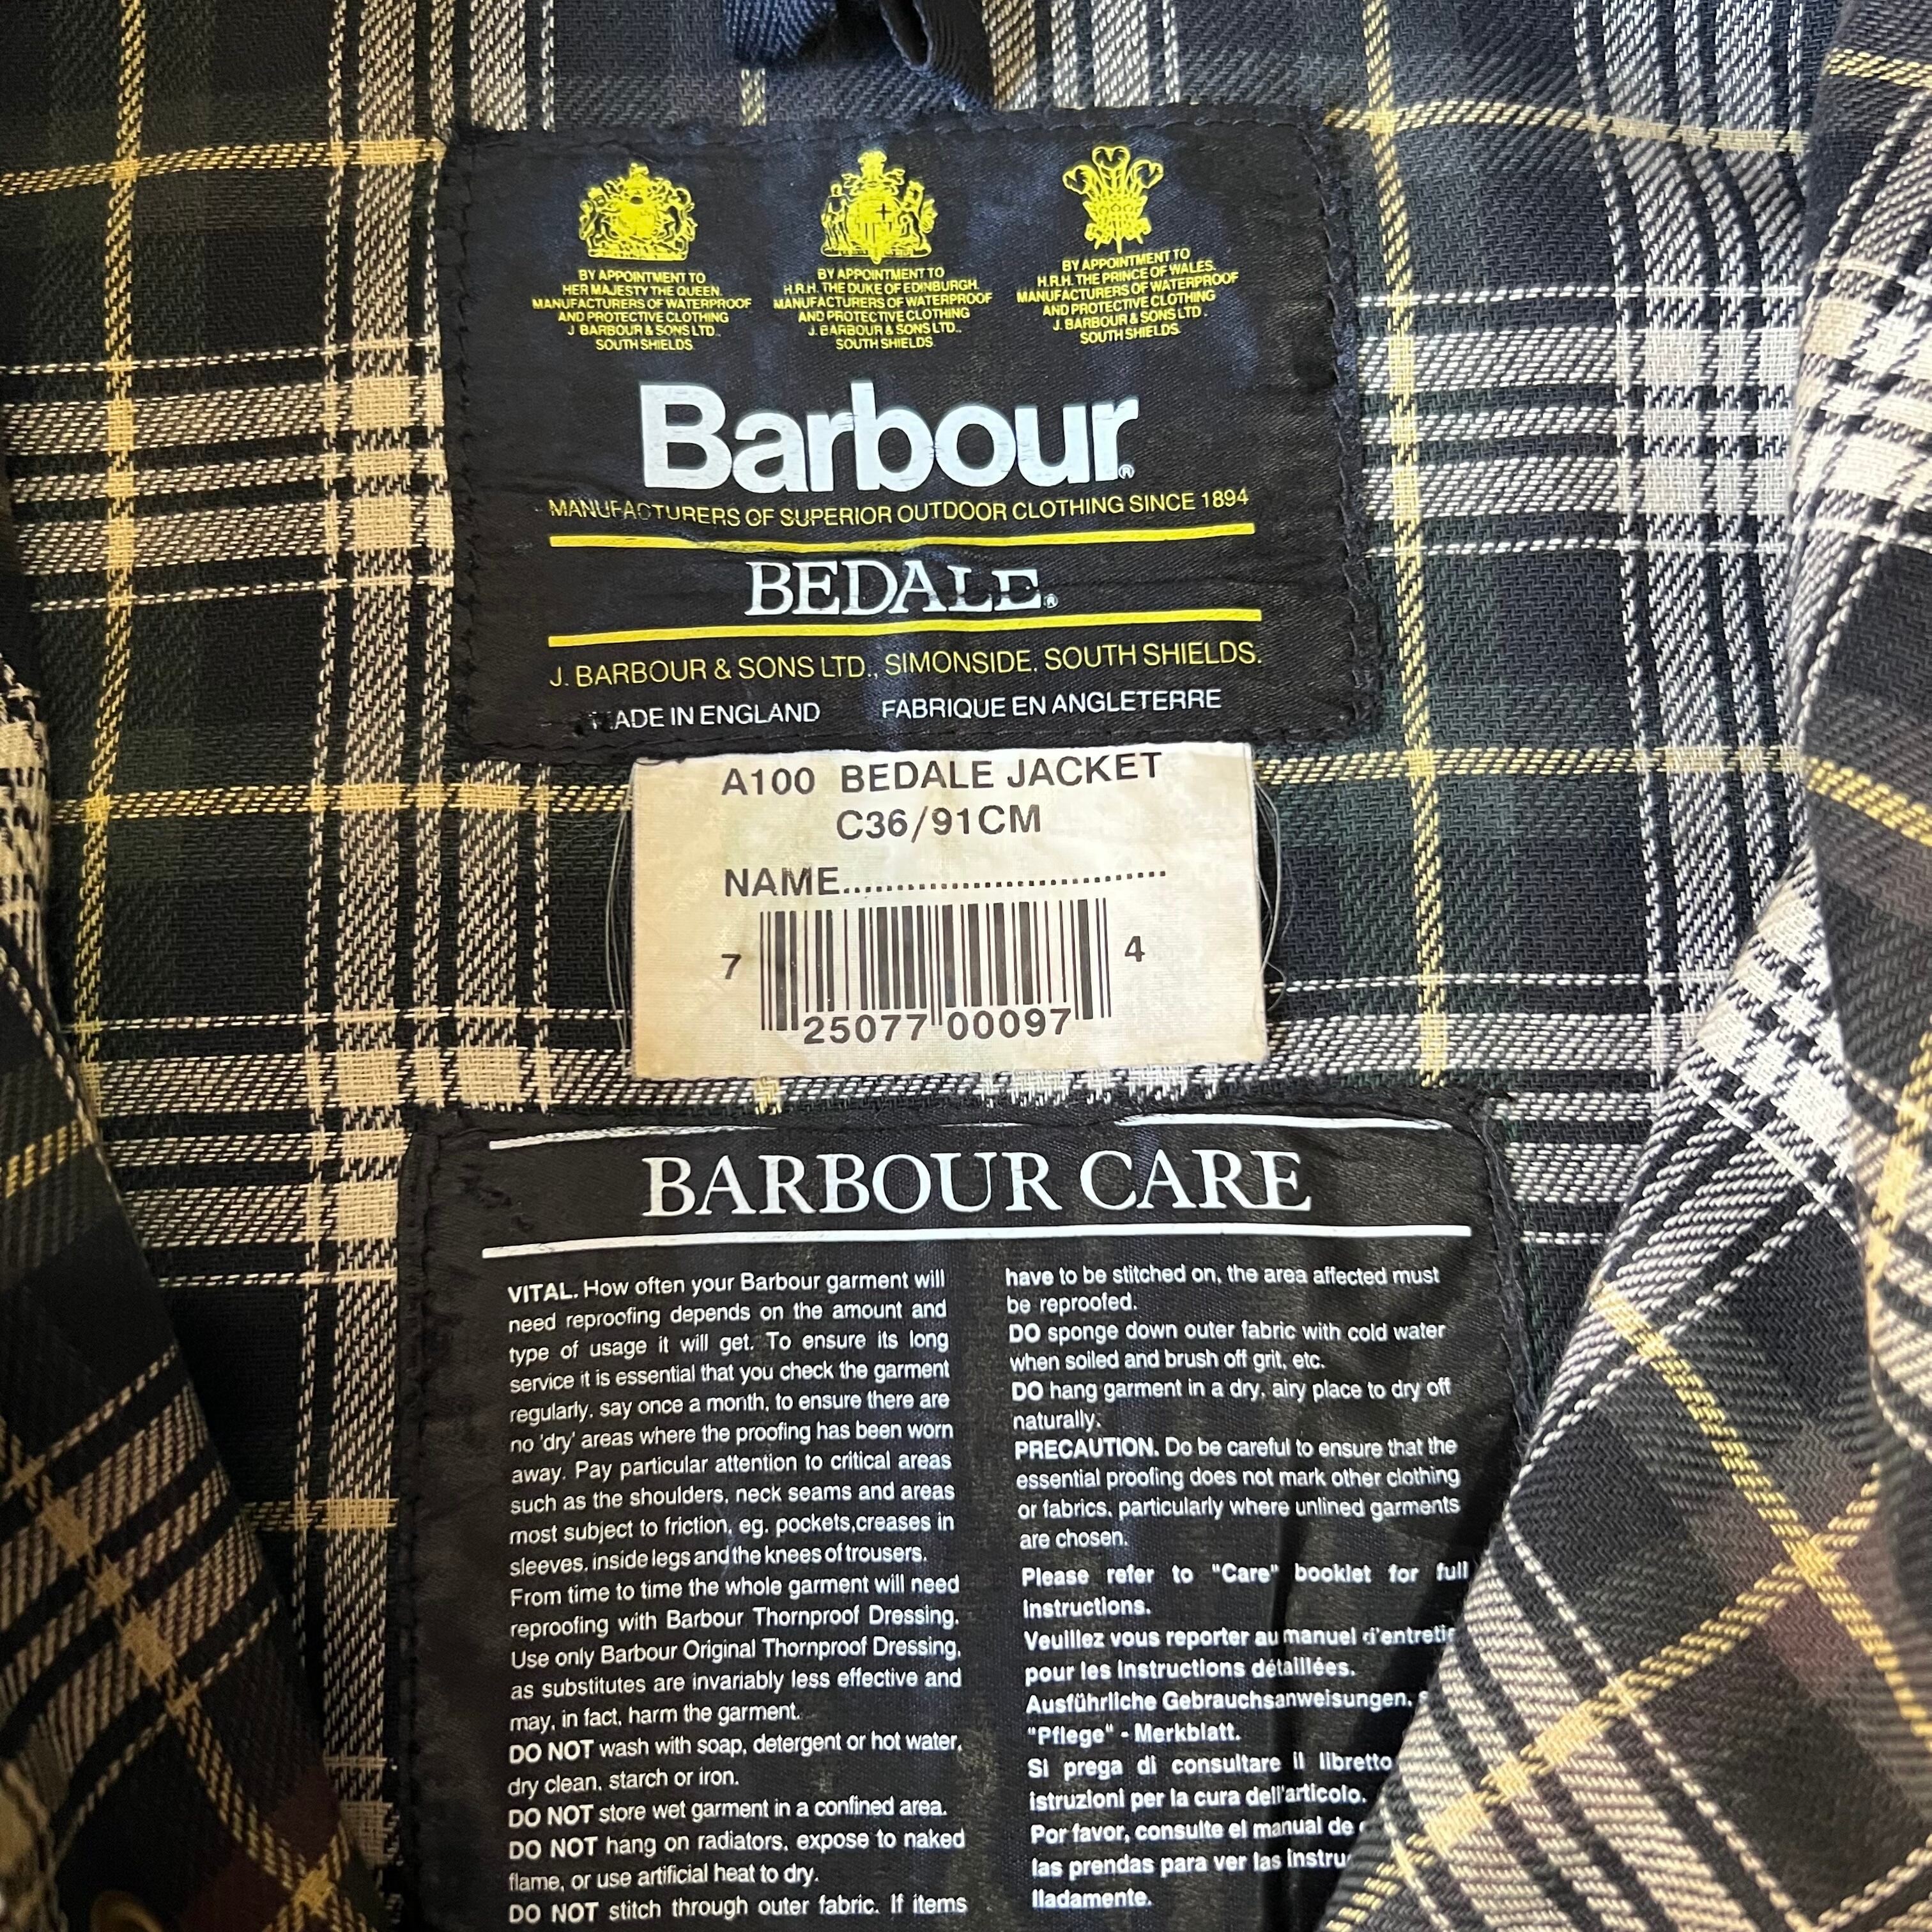 BY APPOINTMENT TO
HER MAJESTY THE QUEEN.
MANUFACTURERS OF WATERPROOF
AND PROTECTIVE CLOTHING
J BARBOUR & SONS LTD.,
SOUTH SHIELDS.
BY APPOINTMENT TO
H.R.H. THE DUKE OF EDINBURGH.
MANUFACTURERS OF WATERPROOF
AND PROTECTIVE CLOTHING
J. BARBOUR & SONS LTD..
SOUTH SHIELDS
BY APPOINTMENT TO
H.R.H. THE PRINCE OF WALES.
MANUFACTURERS OF WATERPROOF
AND PROTECTIVE CLOTHING
J. BARBOUR & SONS LTD.
SOUTH SHIELDS.
Barbour®
MANUFACTURERS OF SUPERIOR OUTDOOR CLOTHING SINCE 1894
BEDALE®
J. BARBOUR & SONS LTD., SIMONSIDE. SOUTH SHIELDS.
MADE IN ENGLAND FABRIQUE EN ANGLETERRE
A100 BEDALE JACKET
C36/91CM
NAME..............................
7 25077 00097 4
BARBOUR CARE
VITAL. How often your Barbour garment will
need reproofing depends on the amount and
type of usage it will get. To ensure its long
service it is essential that you check the garment
regularly, say once a month, to ensure there are
no 'dry' areas where the proofing has been worn
away. Pay particular attention to critical areas
such as the shoulders, neck seams and areas
most subject to friction, eg. pockets,creases in
sleeves, inside legs and the knees of trousers.
From time to time the whole garment will need
reproofing with Barbour Thornproof Dressing.
Use only Barbour Original Thornproof Dressing,
as substitutes are invariably less effective and
may, in fact, harm the garment.
DO NOT wash with soap, detergent or hot water,
dry clean, starch or iron.
DO NOT store wet garment in a confined area.
DO NOT hang on radiators, expose to naked
flame, or use artificial heat to dry.
DO NOT stitch through outer fabric. If items
have to be stitched on, the area affected must
be reproofed.
DO sponge down outer fabric with cold water
when soiled and brush off grit, etc.
DO hang garment in a dry, airy place to dry off
naturally.
PRECAUTION. Do be careful to ensure that the
essential proofing does not mark other clothing
or fabrics, particularly where unlined garments
are chosen.
Please refer to "Care" booklet for full
instructions.
Veuillez vous reporter au manuel d'entretie
pour les instructions détaillées.
Ausführliche Gebrauchsanweisungen,
"Pflege" - Merkblatt.
Si prega di consultare il libretto
istruzioni per la cura dell'articolo.
Por favor, consulte el manual de
las prendas para ver las instru
lladamente.